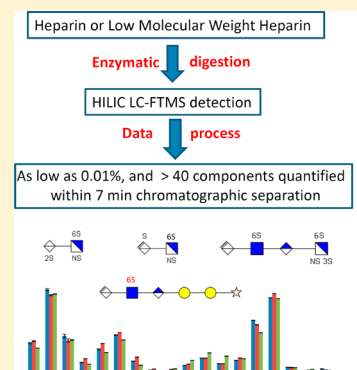 Heparin or Low Molecular Weight Heparin
Enzymatic digestion
HILIC LC-FTMS detection
Data process
As low as 0.01%, and > 40 components quantified
within 7 min chromatographic separation
6S S 6S 6S 6S
2S NS NS NS 3S
6S